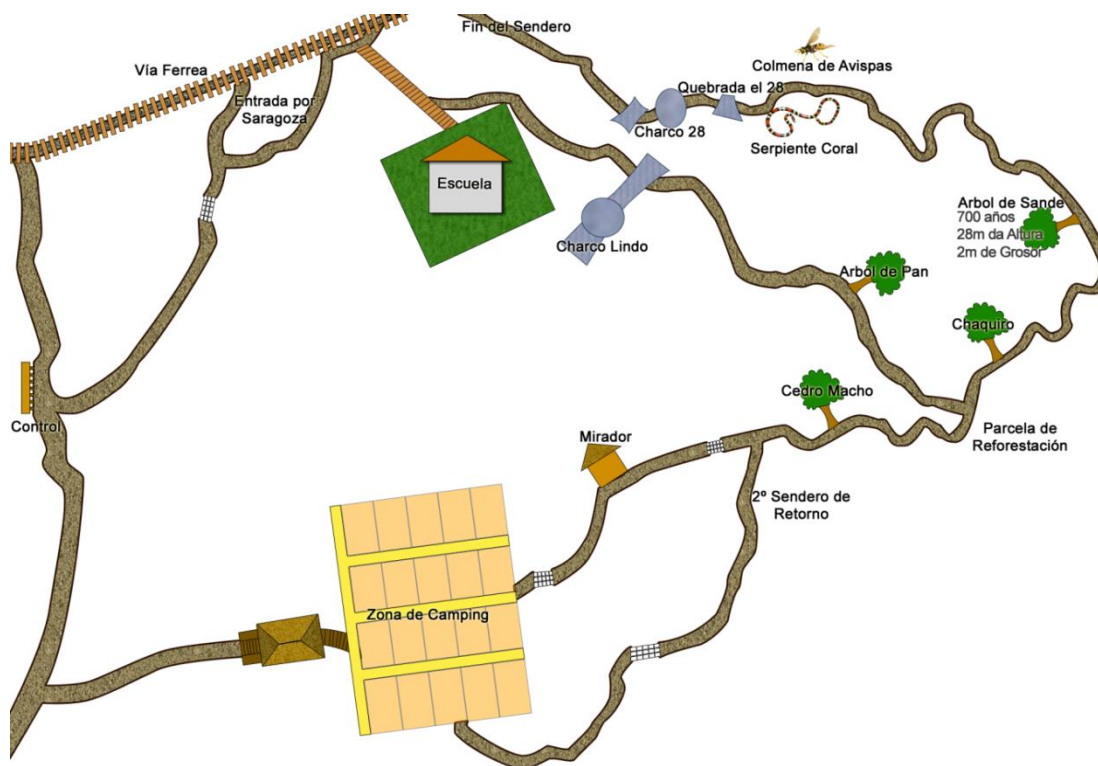 Fin del Sendero
Colmena de Avispas
Vía Ferrea
Quebrada el 28
Entrada por
Saragoza
Charco 28
Serpiente Coral
Escuela
Arbol de Sande
700 años
28m da Altura
2m de Grosor
Charco Lindo
Arból de Pan
Chaquiro
Cedro Macho
Control
Mirador
Parcela de
Reforestación
2º Sendero de
Retorno
Zona de Camping